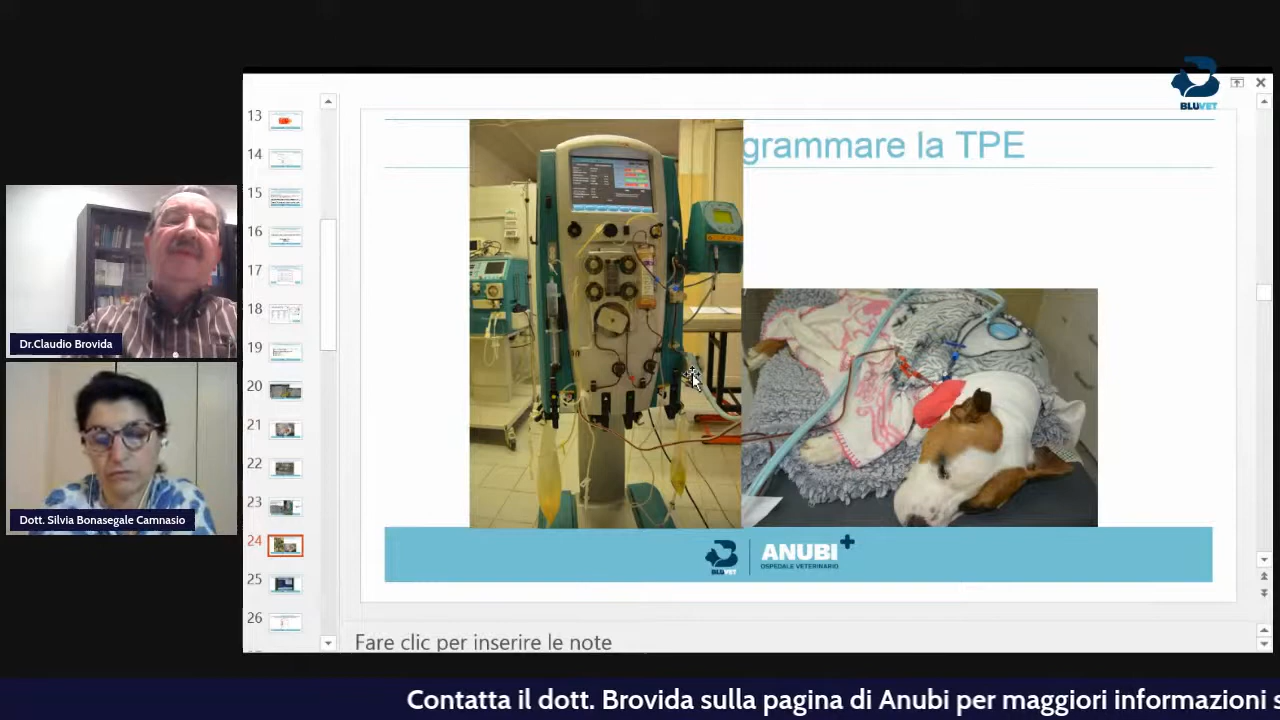 BLUVET
13
14
15
16
17
18
19
20
21
22
23
24
25
26
grammare la TPE
Dr.Claudio Brovida
Dott. Silvia Bonasegale Camnasio
BLUVET
ANUBI+
OSPEDALE VETERINARIO
Fare clic per inserire le note
Contatta il dott. Brovida sulla pagina di Anubi per maggiori informazioni s